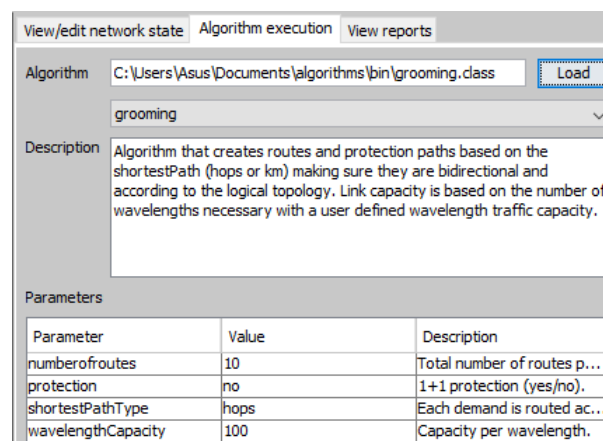 View/edit network state Algorithm execution View reports
Algorithm C:\Users\Asus\Documents\algorithms\bin\grooming.class Load
grooming
Description Algorithm that creates routes and protection paths based on the
shortestPath (hops or km) making sure they are bidirectional and
according to the logical topology. Link capacity is based on the number of
wavelengths necessary with a user defined wavelength traffic capacity.
Parameters
Parameter Value Description
numberofroutes 10 Total number of routes p...
protection no 1+1 protection (yes/no).
shortestPathType hops Each demand is routed ac...
wavelengthCapacity 100 Capacity per wavelength.